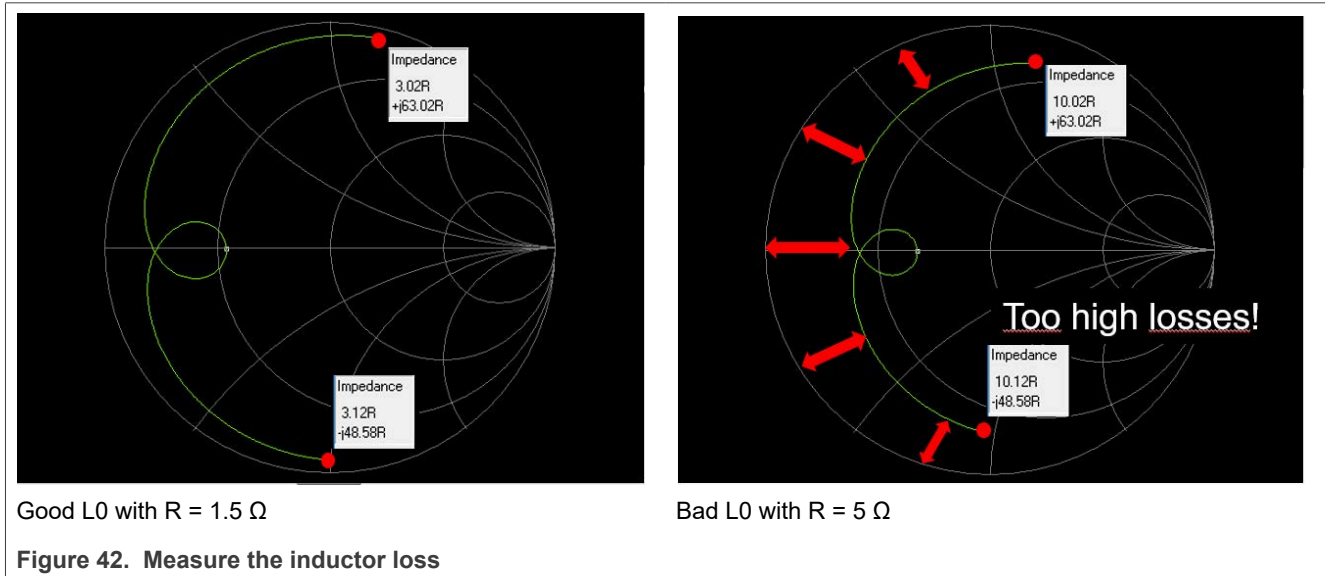 Impedance
3.02R
+j63.02R
Impedance
3.12R
-j48.58R
Impedance
10.02R
+j63.02R
Too high losses!
Impedance
10.12R
-j48.58R
Good L0 with R = 1.5 Ω
Bad L0 with R = 5 Ω
Figure 42. Measure the inductor loss